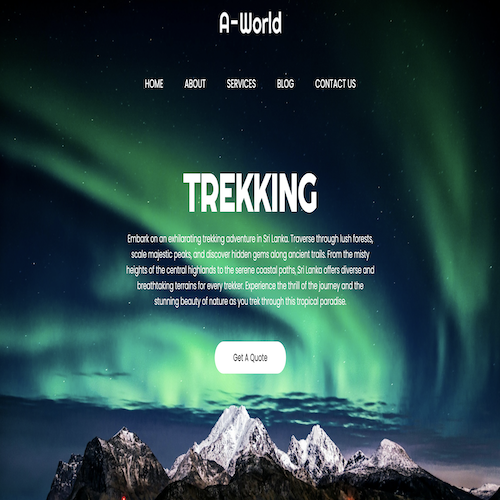 A-World
HOME ABOUT SERVICES BLOG CONTACT US
TREKKING
Embark on an exhilarating trekking adventure in Sri Lanka. Traverse through lush forests,
scale majestic peaks, and discover hidden gems along ancient trails. From the misty
heights of the central highlands to the serene coastal paths, Sri Lanka offers diverse and
breathtaking terrains for every trekker. Experience the thrill of the journey and the
stunning beauty of nature as you trek through this tropical paradise.
Get A Quote